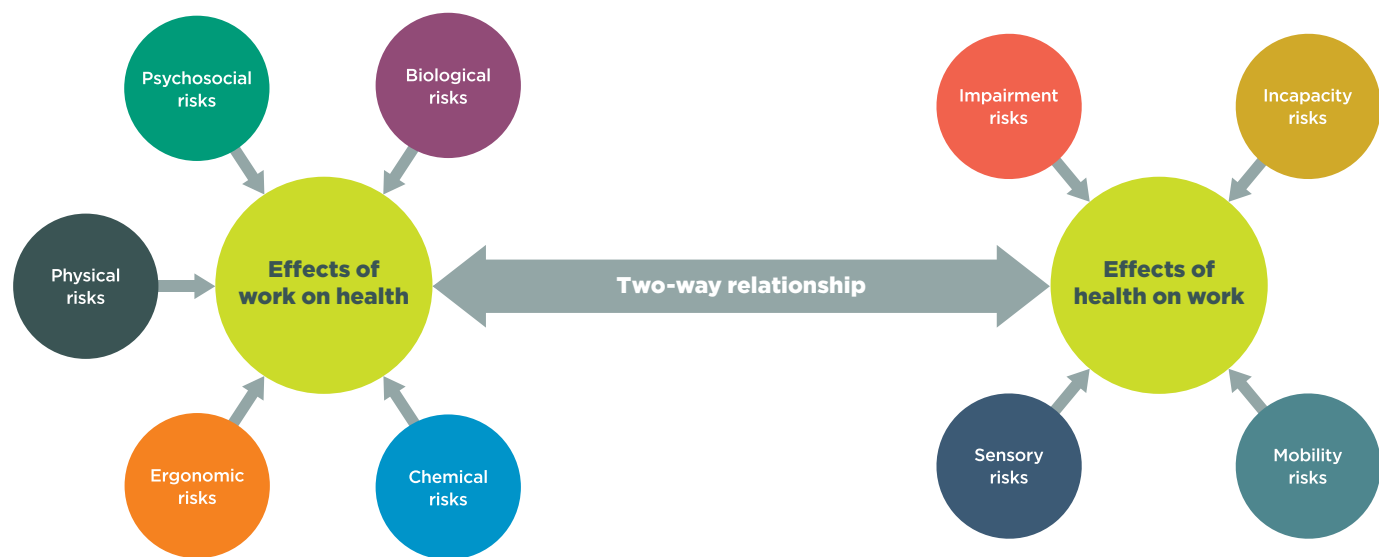 Psychosocial
risks
Biological
risks
Physical
risks
Effects of
work on health
Ergonomic
risks
Chemical
risks
Two-way relationship
Impairment
risks
Incapacity
risks
Effects of
health on work
Sensory
risks
Mobility
risks